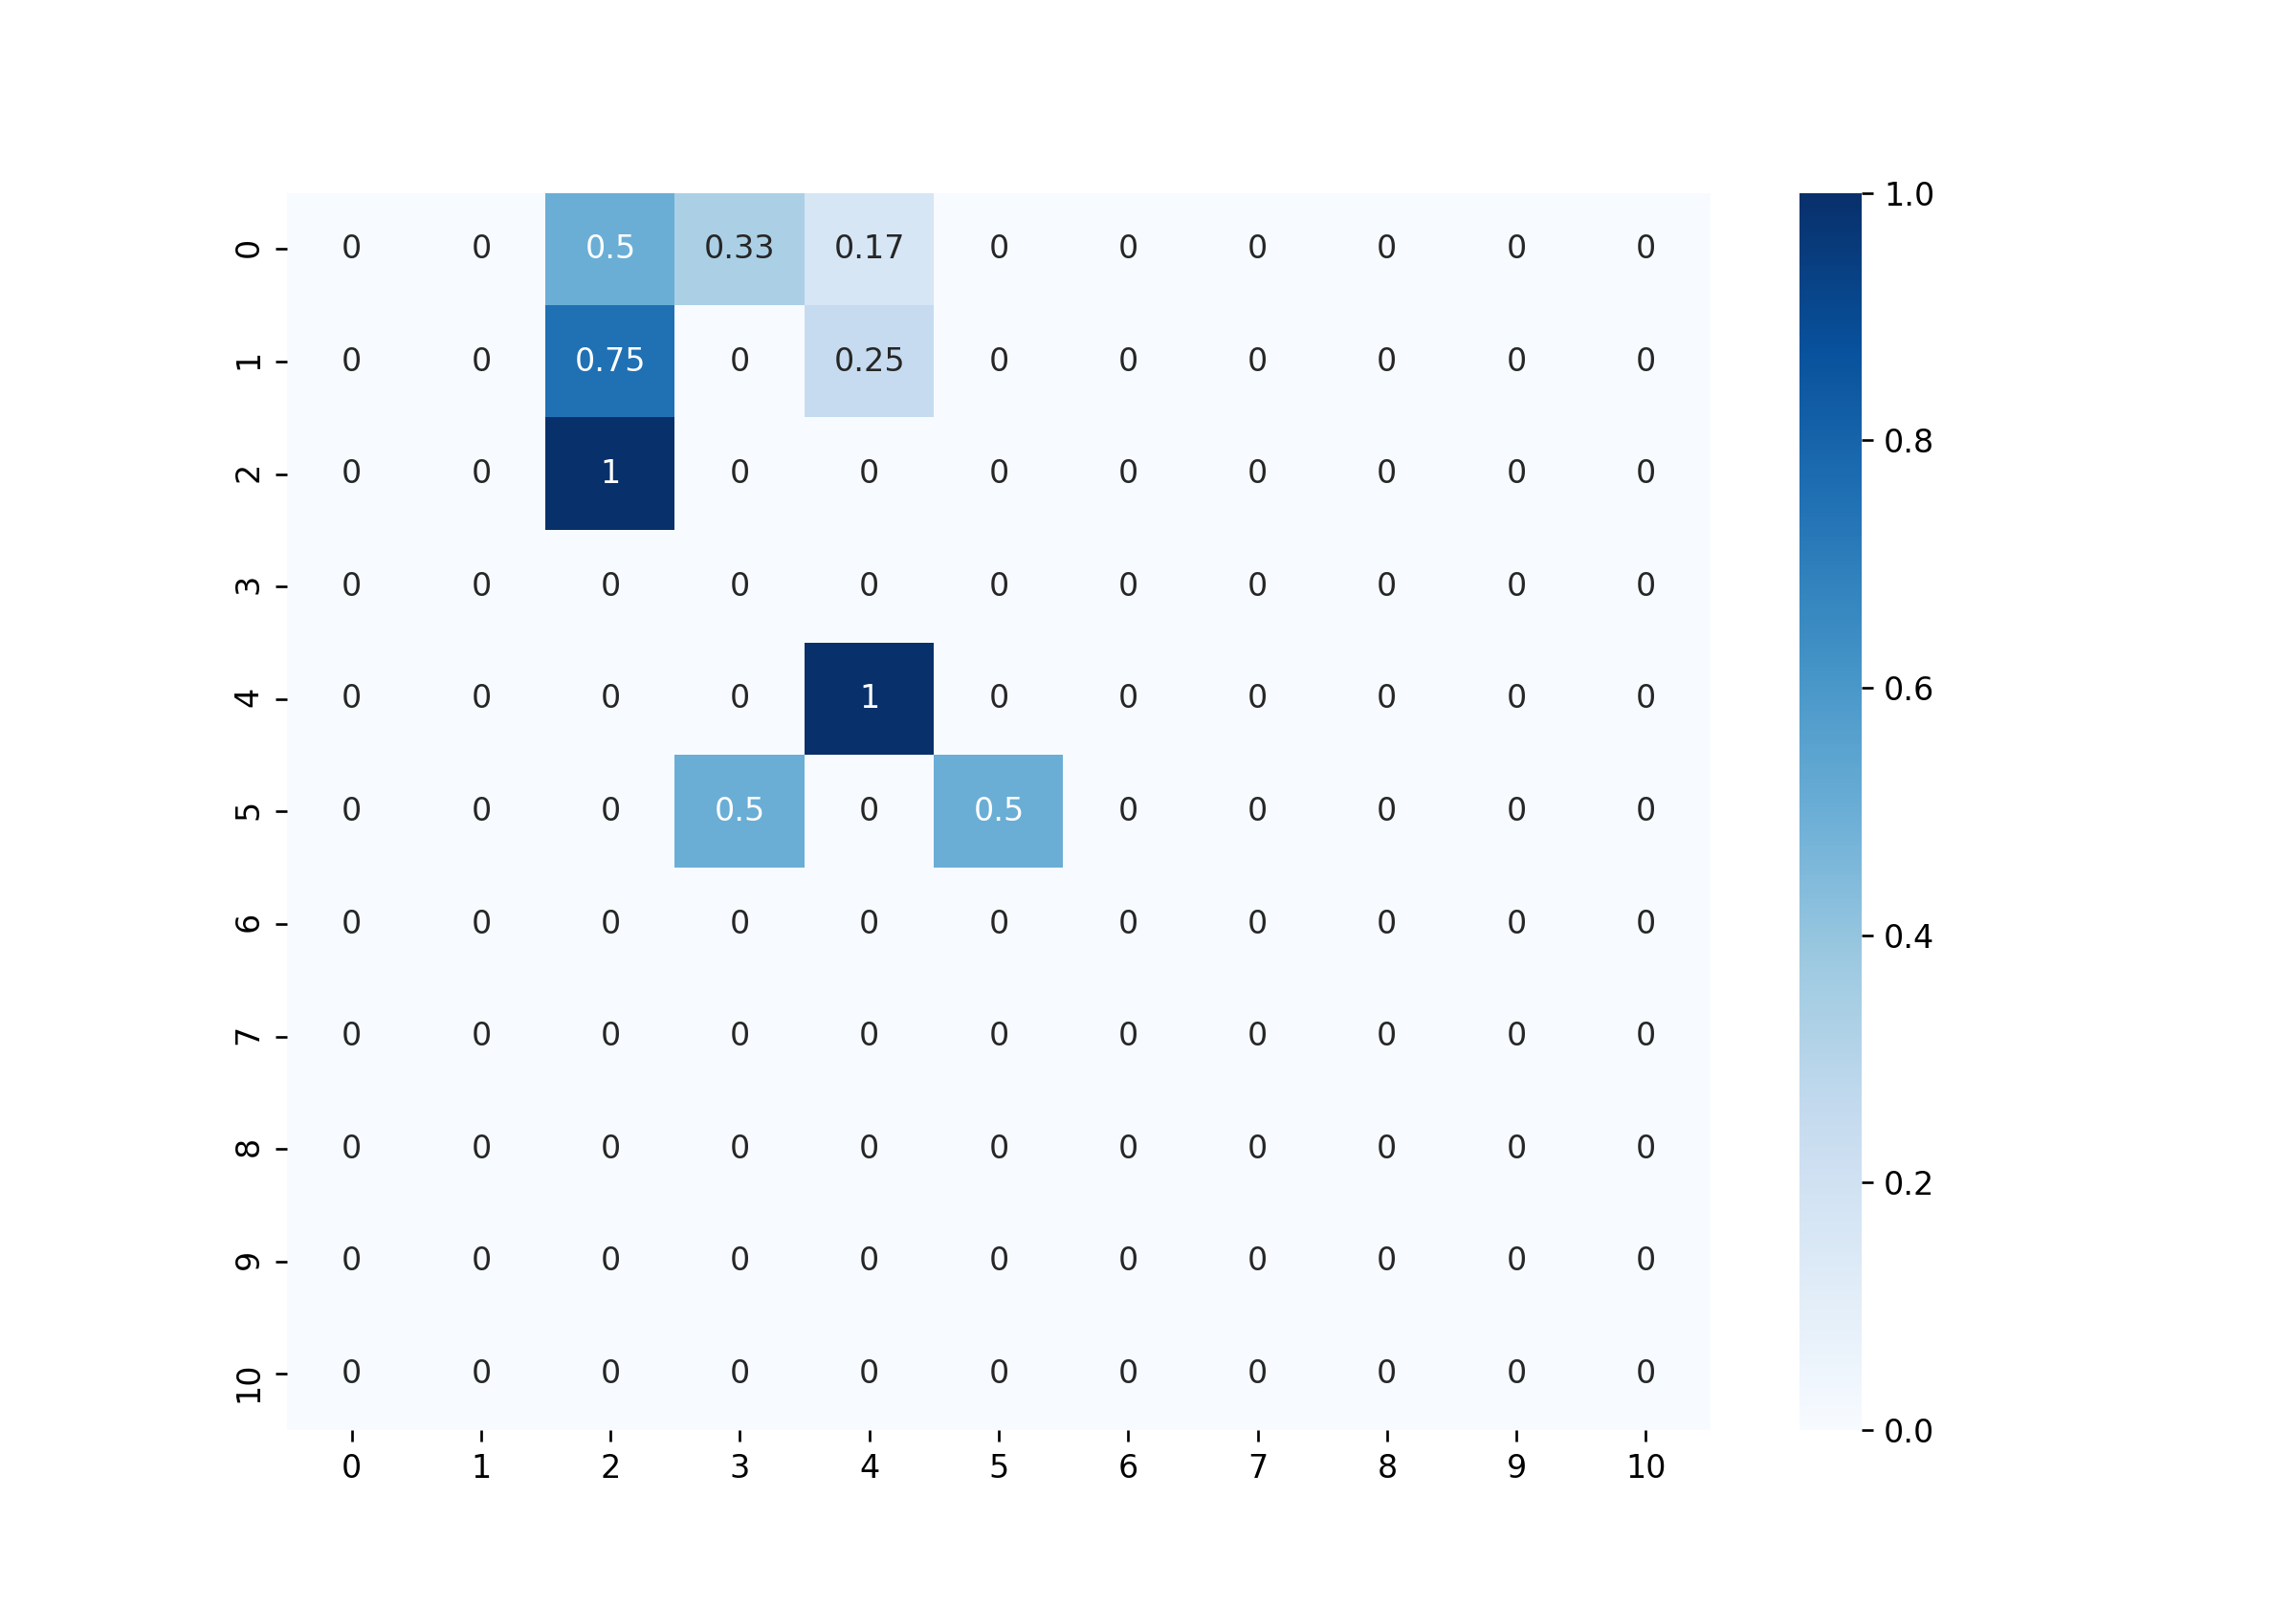 0 0 0 0.5 0.33 0.17 0 0 0 0 0 0
1 0 0 0.75 0 0.25 0 0 0 0 0 0
2 0 0 1 0 0 0 0 0 0 0 0
3 0 0 0 0 0 0 0 0 0 0 0
4 0 0 0 0 1 0 0 0 0 0 0
5 0 0 0 0.5 0 0.5 0 0 0 0 0
6 0 0 0 0 0 0 0 0 0 0 0
7 0 0 0 0 0 0 0 0 0 0 0
8 0 0 0 0 0 0 0 0 0 0 0
9 0 0 0 0 0 0 0 0 0 0 0
10 0 0 0 0 0 0 0 0 0 0 0
0 1 2 3 4 5 6 7 8 9 10
1.0
0.8
0.6
0.4
0.2
0.0